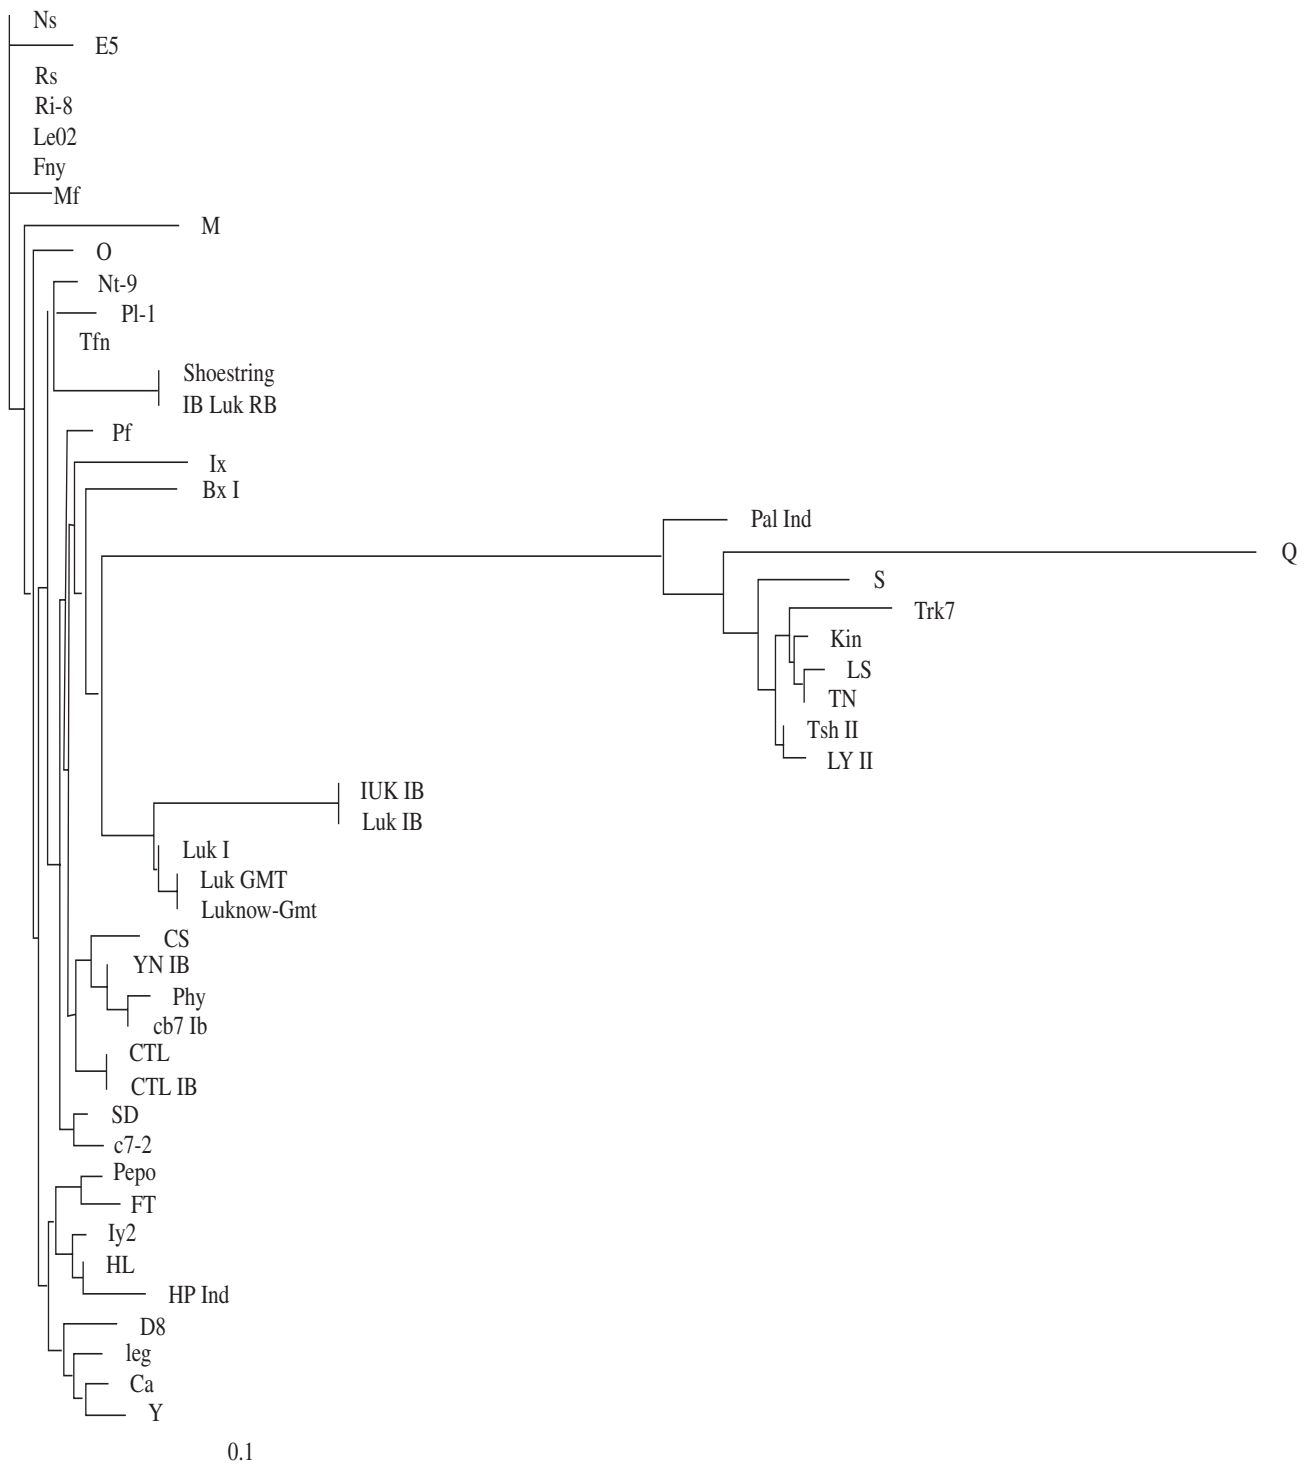 Ns
E5
Rs
Ri-8
Le02
Fny
Mf
M
O
Nt-9
Pl-1
Tfn
Shoestring
IB Luk RB
Pf
Ix
Bx I
Pal Ind
Q
S
Trk7
Kin
LS
TN
Tsh II
LY II
IUK IB
Luk IB
Luk I
Luk GMT
Luknow-Gmt
CS
YN IB
Phy
cb7 Ib
CTL
CTL IB
SD
c7-2
Pepo
FT
Iy2
HL
HP Ind
D8
leg
Ca
Y
0.1